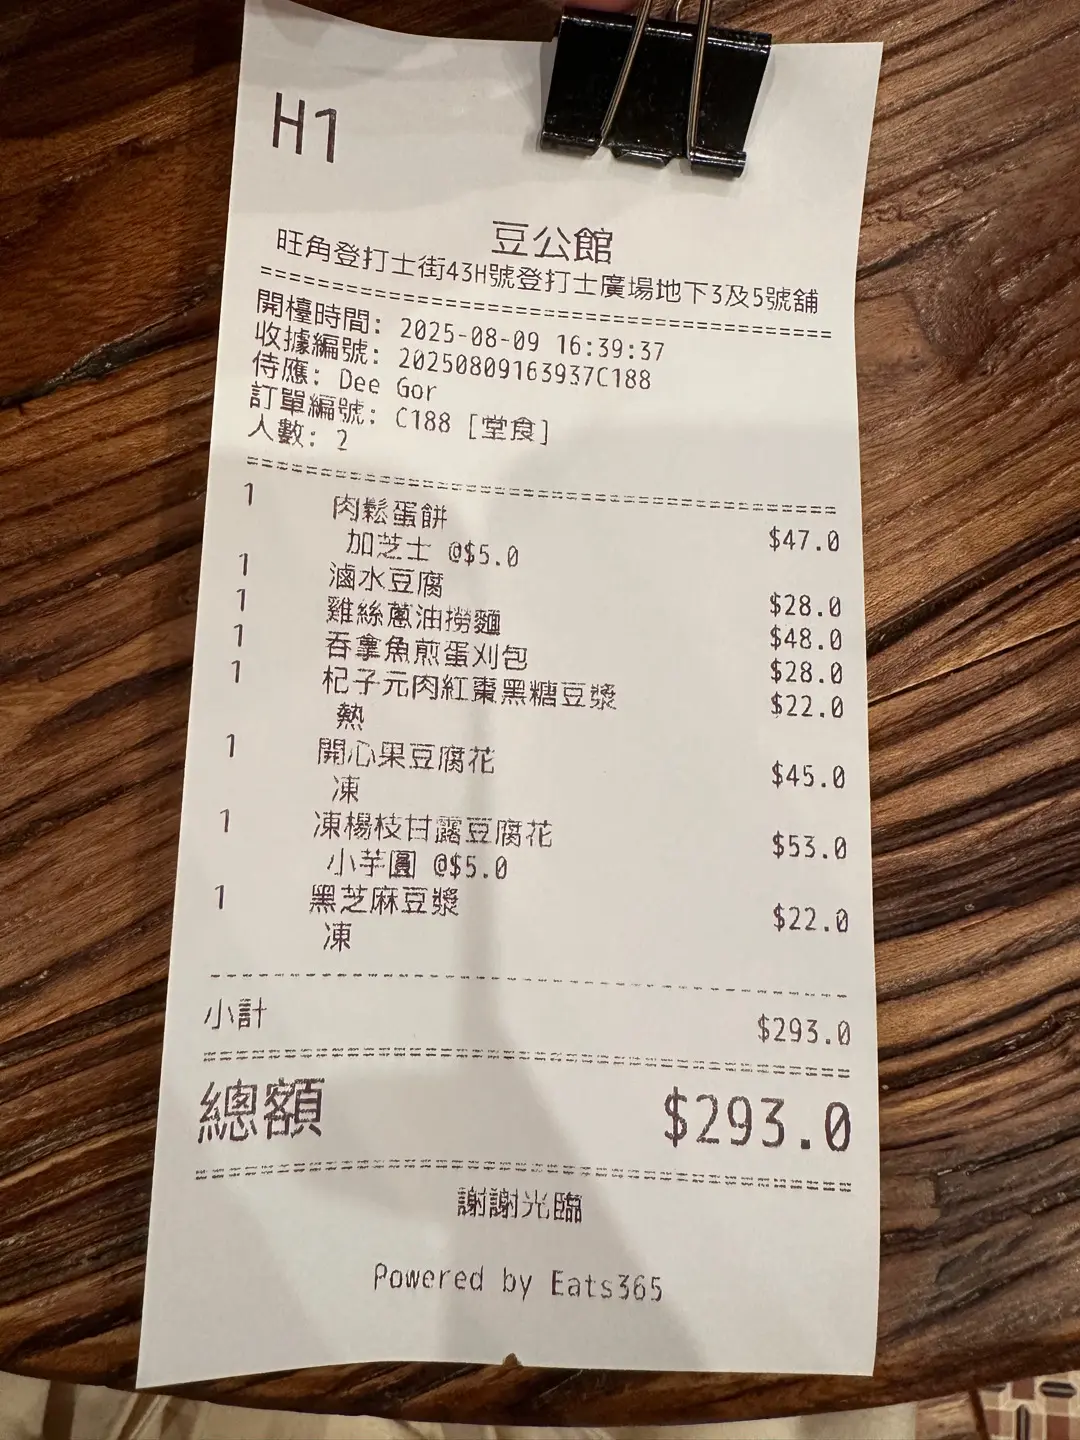 H1
豆公館
旺角登打士街43H號登打士廣場地下3及5號舖
開檯時間: 2025-08-09 16:39:37
收據編號: 20250809163937C188
侍應: Dee Gor
訂單編號: C188 [堂食]
人數: 2
1 肉鬆蛋餅 $47.0
加芝士 @$5.0
1 滷水豆腐 $28.0
1 雞絲蔥油撈麵 $48.0
1 吞拿魚煎蛋刈包 $28.0
1 杞子元肉紅棗黑糖豆漿 $22.0
熱
1 開心果豆腐花 $45.0
凍
1 凍楊枝甘露豆腐花 $53.0
小芋圓 @$5.0
1 黑芝麻豆漿 $22.0
凍
小計 $293.0
總額 $293.0
謝謝光臨
Powered by Eats365